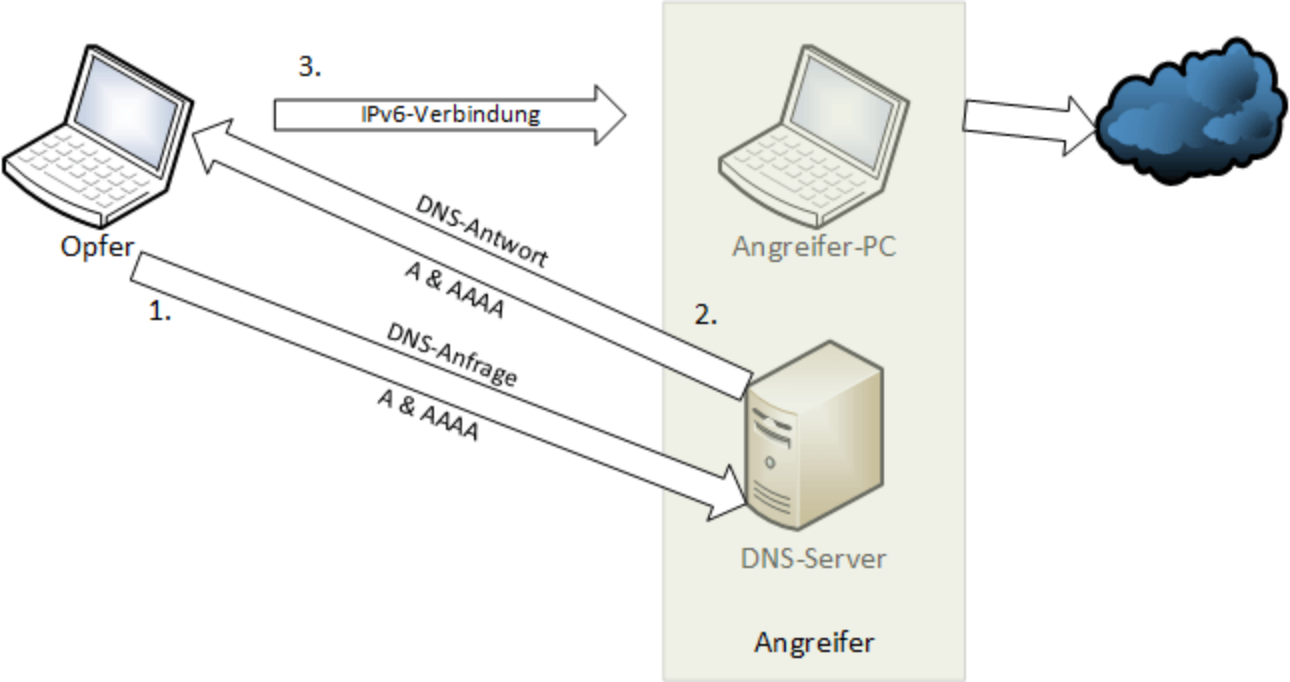 3.
IPv6-Verbindung
Opfer
Angreifer-PC
DNS-Antwort
A & AAAA
1.
2.
DNS-Anfrage
A & AAAA
DNS-Server
Angreifer